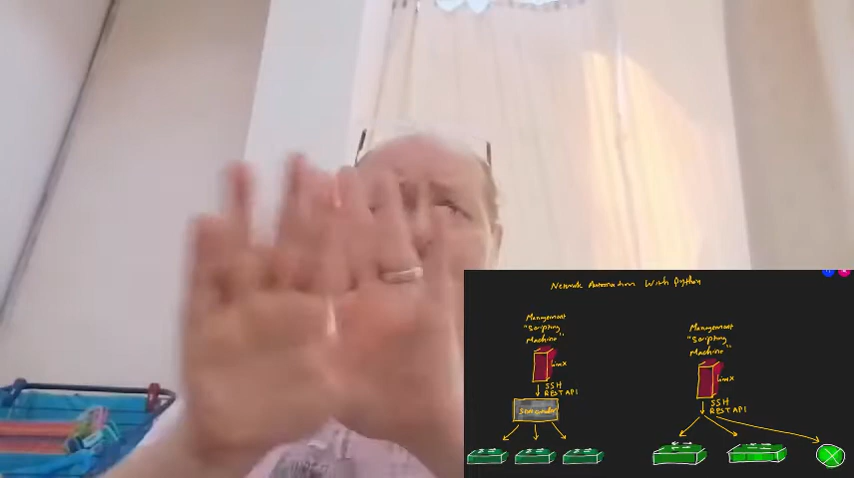 Network Automation With Python
Management
"Scripting
Machine"
Linux
SSH
REST API
Management
"Scripting
Machine"
Linux
SSH
REST API